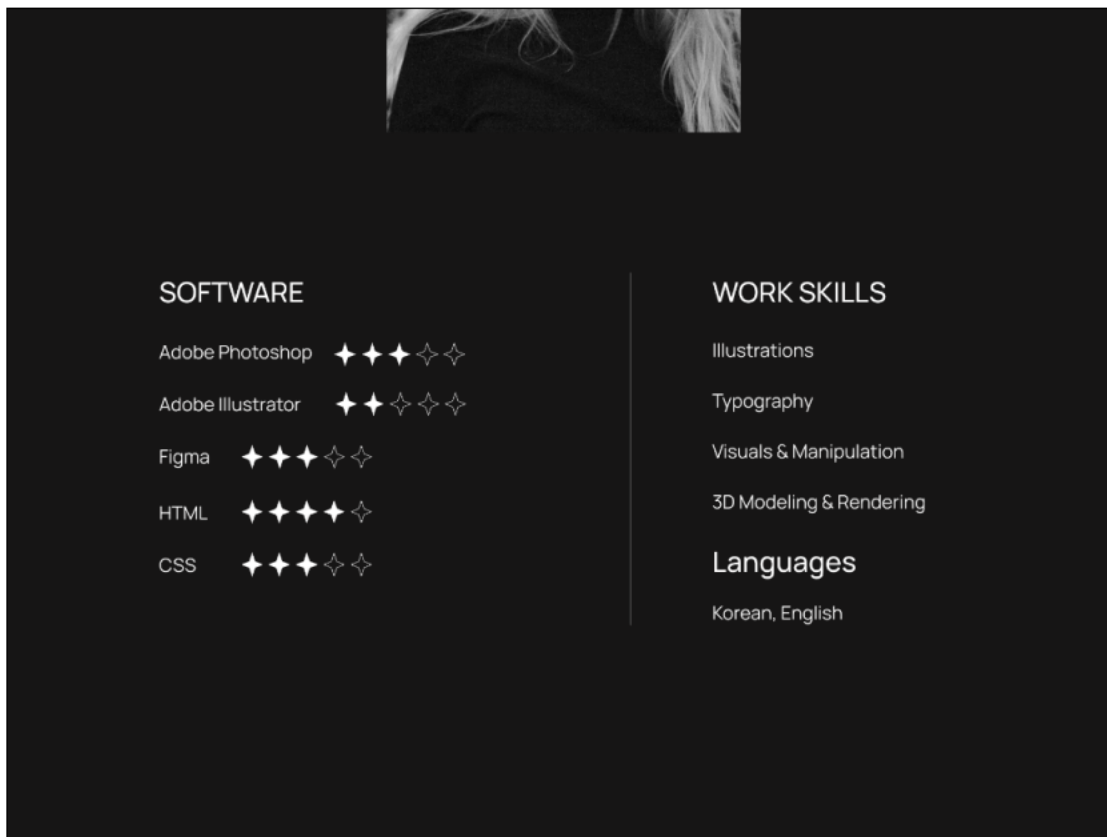 SOFTWARE
Adobe Photoshop
Adobe Illustrator
Figma
HTML
CSS
WORK SKILLS
Illustrations
Typography
Visuals & Manipulation
3D Modeling & Rendering
Languages
Korean, English